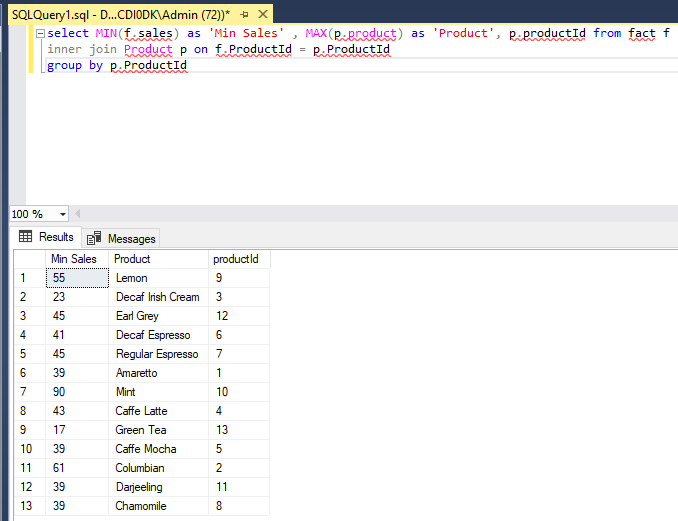 SQLQuery1.sql - D...CDI0DK\Admin (72))*
select MIN(f.sales) as 'Min Sales' , MAX(p.product) as 'Product', p.productId from fact f
inner join Product p on f.ProductId = p.ProductId
group by p.ProductId
100 %
Results Messages
Min Sales Product productId
1 55 Lemon 9
2 23 Decaf Irish Cream 3
3 45 Earl Grey 12
4 41 Decaf Espresso 6
5 45 Regular Espresso 7
6 39 Amaretto 1
7 90 Mint 10
8 43 Caffe Latte 4
9 17 Green Tea 13
10 39 Caffe Mocha 5
11 61 Columbian 2
12 39 Darjeeling 11
13 39 Chamomile 8